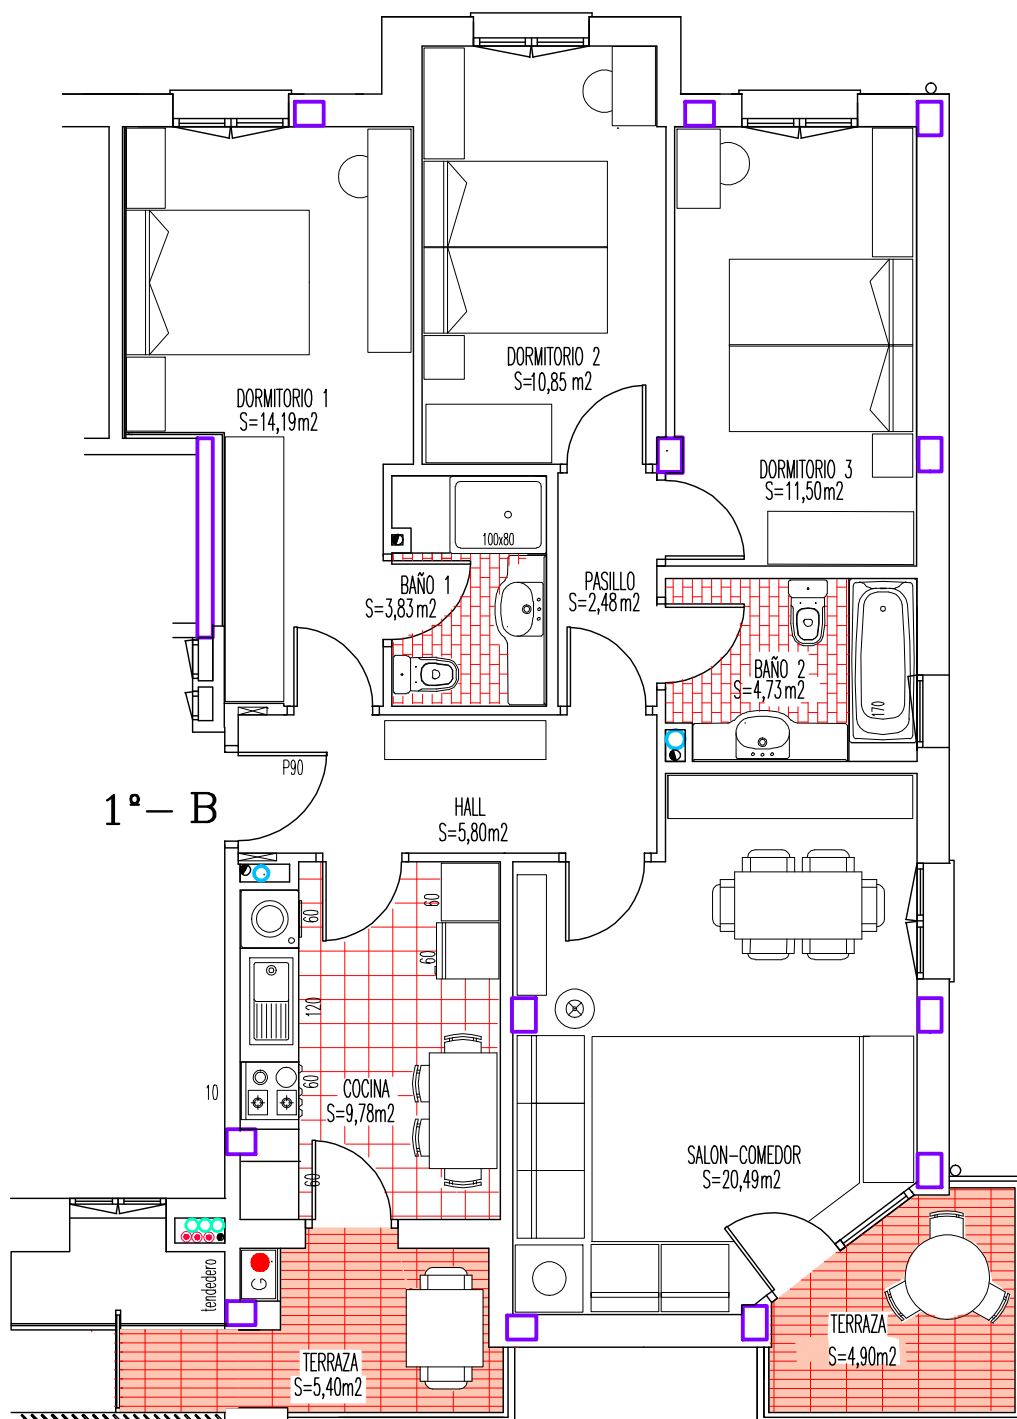 DORMITORIO 2
S=10,85 m2
DORMITORIO 1
S=14,19m2
DORMITORIO 3
S=11,50m2
100x80
BAÑO 1
S=3,83m2
PASILLO
S=2,48m2
BAÑO 2
S=4,73m2
170
P90
1º- B
HALL
S=5,80m2
60
60
60
120
60
10
COCINA
S=9,78m2
SALON-COMEDOR
S=20,49m2
60
tendedero
G
TERRAZA
S=5,40m2
TERRAZA
S=4,90m2